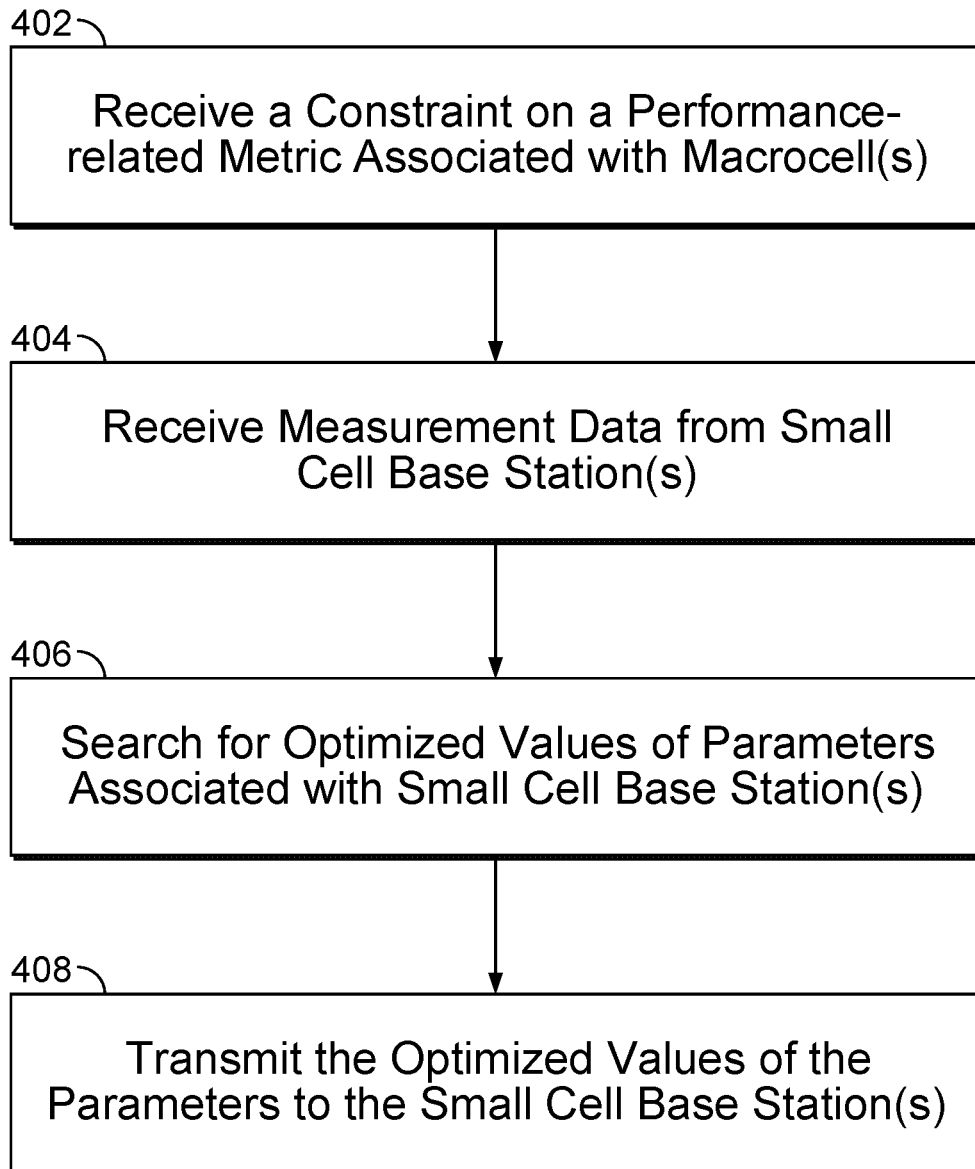 402
Receive a Constraint on a Performance-
related Metric Associated with Macrocell(s)
404
Receive Measurement Data from Small
Cell Base Station(s)
406
Search for Optimized Values of Parameters
Associated with Small Cell Base Station(s)
408
Transmit the Optimized Values of the
Parameters to the Small Cell Base Station(s)